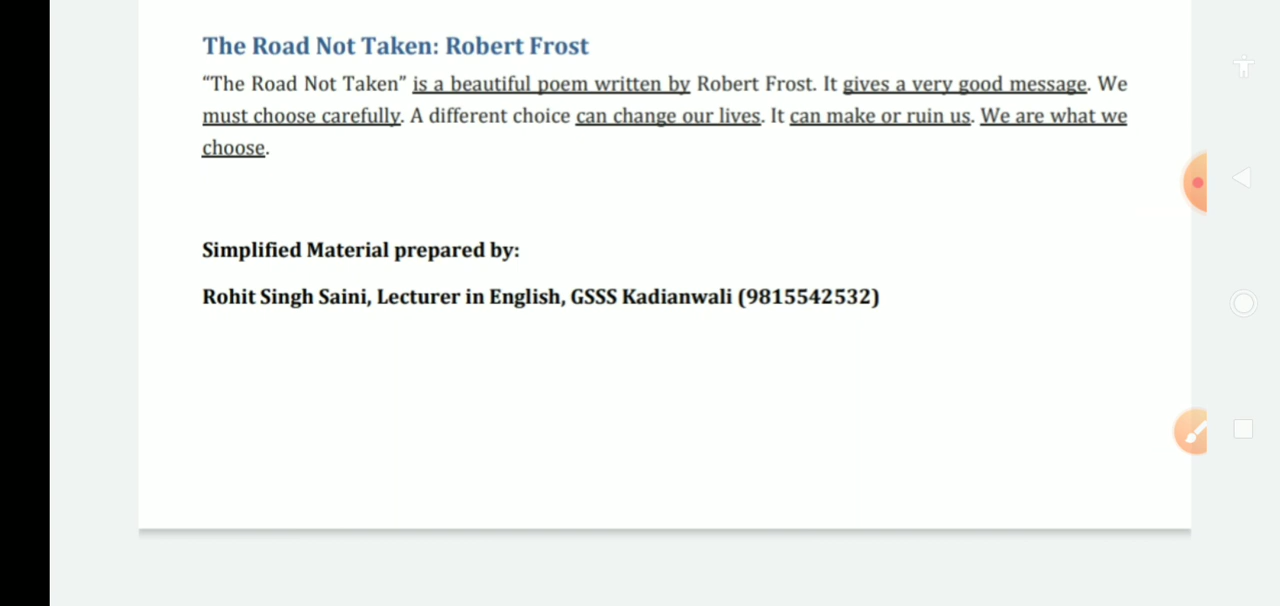 The Road Not Taken: Robert Frost
“The Road Not Taken” is a beautiful poem written by Robert Frost. It gives a very good message. We
must choose carefully. A different choice can change our lives. It can make or ruin us. We are what we
choose.
Simplified Material prepared by:
Rohit Singh Saini, Lecturer in English, GSSS Kadianwali (9815542532)